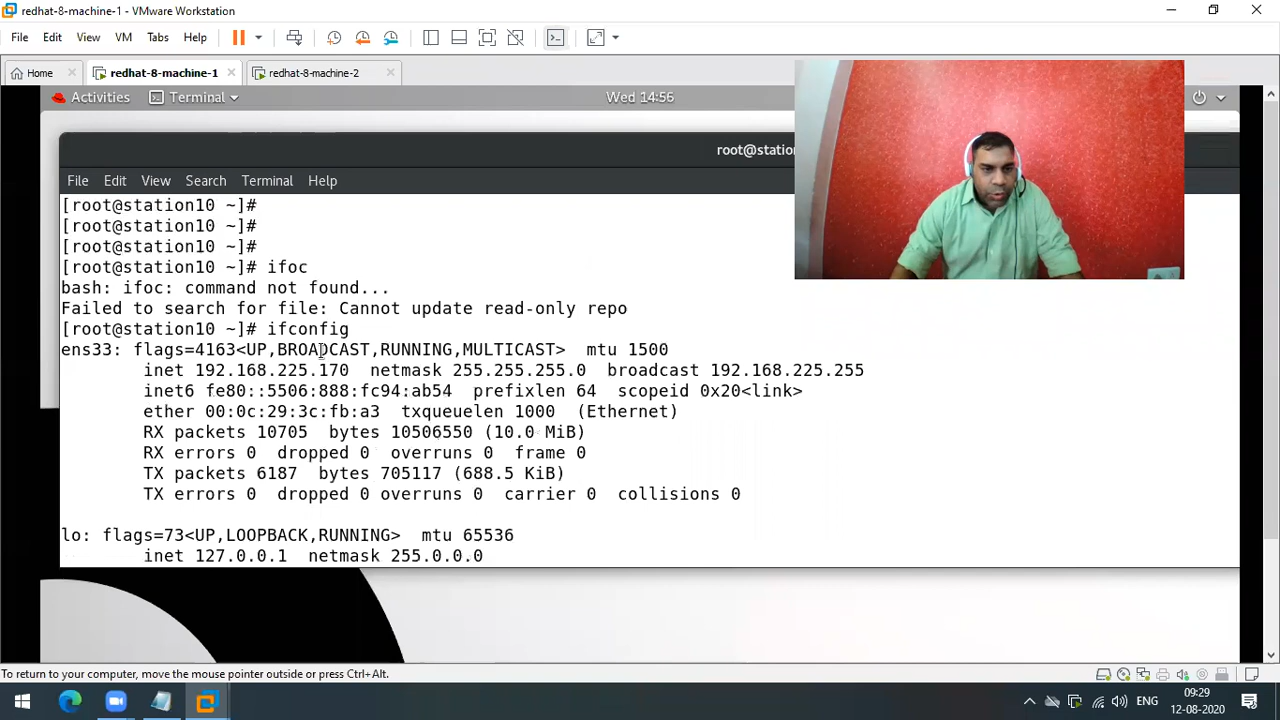 redhat-8-machine-1 - VMware Workstation
File Edit View VM Tabs Help
Home redhat-8-machine-1 redhat-8-machine-2
Activities Terminal Wed 14:56
root@station
File Edit View Search Terminal Help
[root@station10 ~]#
[root@station10 ~]#
[root@station10 ~]#
[root@station10 ~]# ifoc
bash: ifoc: command not found...
Failed to search for file: Cannot update read-only repo
[root@station10 ~]# ifconfig
ens33: flags=4163<UP,BROADCAST,RUNNING,MULTICAST> mtu 1500
inet 192.168.225.170 netmask 255.255.255.0 broadcast 192.168.225.255
inet6 fe80::5506:888:fc94:ab54 prefixlen 64 scopeid 0x20<link>
ether 00:0c:29:3c:fb:a3 txqueuelen 1000 (Ethernet)
RX packets 10705 bytes 10506550 (10.0 MiB)
RX errors 0 dropped 0 overruns 0 frame 0
TX packets 6187 bytes 705117 (688.5 KiB)
TX errors 0 dropped 0 overruns 0 carrier 0 collisions 0
lo: flags=73<UP,LOOPBACK,RUNNING> mtu 65536
inet 127.0.0.1 netmask 255.0.0.0
To return to your computer, move the mouse pointer outside or press Ctrl+Alt.
ENG 09:29
12-08-2020